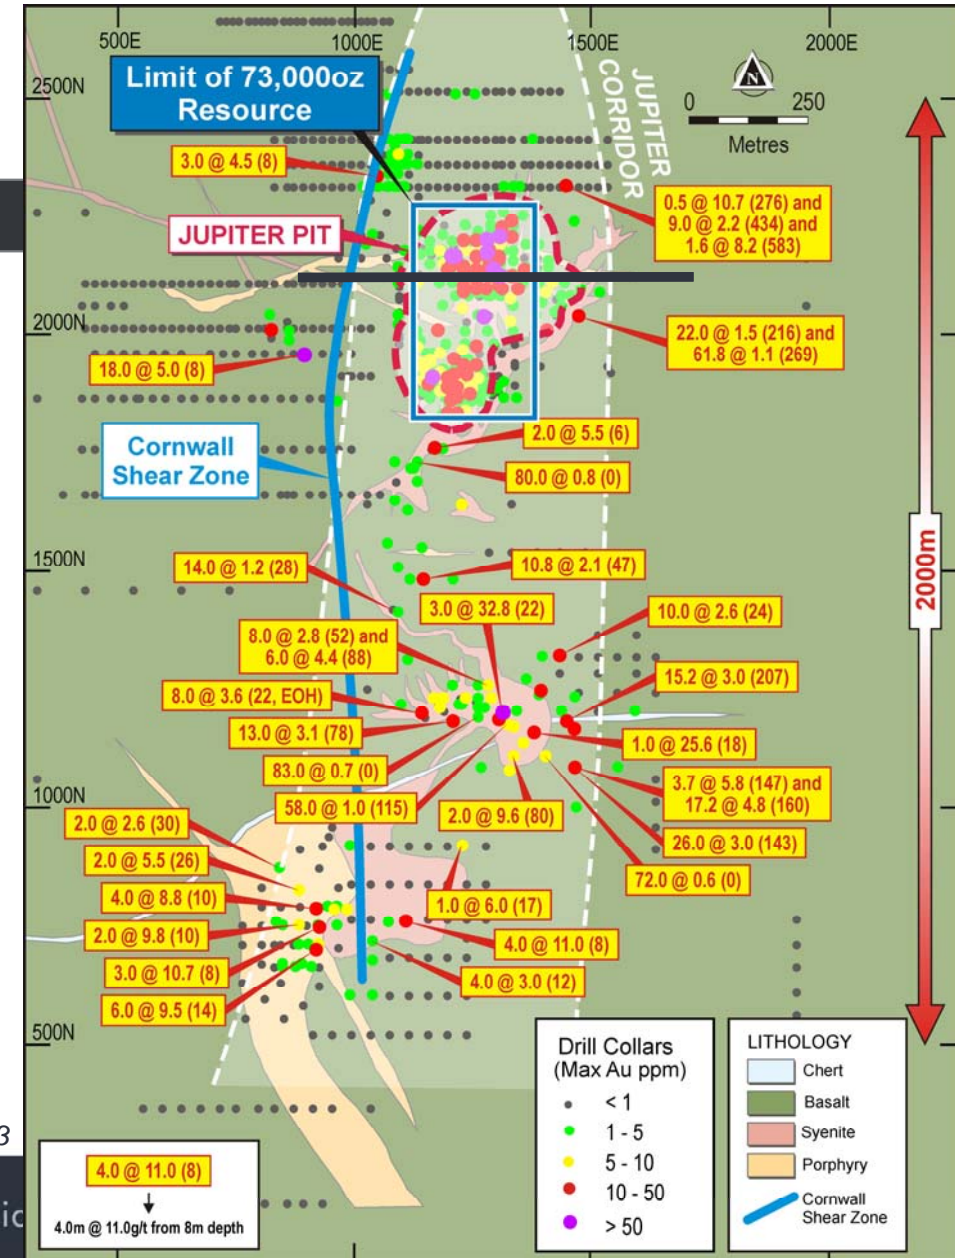 500E
1000E
1500E
2000E
2500N
Limit of 73,000oz
Resource
JUPITER
CORRIDOR
N
0
250
Metres
3.0 @ 4.5 (8)
0.5 @ 10.7 (276) and
9.0 @ 2.2 (434) and
1.6 @ 8.2 (583)
JUPITER PIT
2000N
22.0 @ 1.5 (216) and
61.8 @ 1.1 (269)
18.0 @ 5.0 (8)
2.0 @ 5.5 (6)
Cornwall
Shear Zone
80.0 @ 0.8 (0)
2000m
1500N
14.0 @ 1.2 (28)
10.8 @ 2.1 (47)
3.0 @ 32.8 (22)
10.0 @ 2.6 (24)
8.0 @ 2.8 (52) and
6.0 @ 4.4 (88)
15.2 @ 3.0 (207)
8.0 @ 3.6 (22, EOH)
13.0 @ 3.1 (78)
1.0 @ 25.6 (18)
83.0 @ 0.7 (0)
3.7 @ 5.8 (147) and
17.2 @ 4.8 (160)
1000N
58.0 @ 1.0 (115)
2.0 @ 9.6 (80)
2.0 @ 2.6 (30)
26.0 @ 3.0 (143)
2.0 @ 5.5 (26)
72.0 @ 0.6 (0)
4.0 @ 8.8 (10)
1.0 @ 6.0 (17)
2.0 @ 9.8 (10)
4.0 @ 11.0 (8)
3.0 @ 10.7 (8)
4.0 @ 3.0 (12)
6.0 @ 9.5 (14)
500N
Drill Collars
(Max Au ppm)
< 1
1 - 5
5 - 10
10 - 50
> 50
LITHOLOGY
Chert
Basalt
Syenite
Porphyry
Cornwall
Shear Zone
3
4.0 @ 11.0 (8)
4.0m @ 11.0g/t from 8m depth